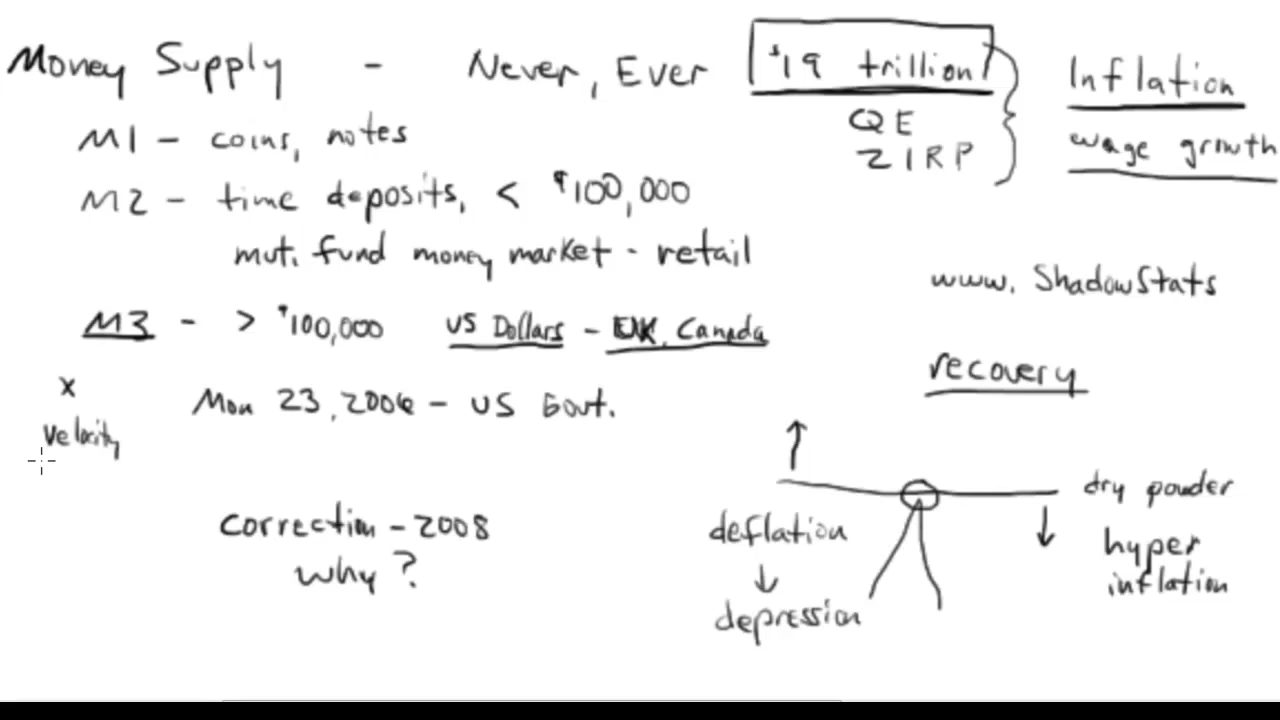 Money Supply - Never, Ever $19 trillion
QE
ZIRP
Inflation
wage growth
M1 - coins, notes
M2 - time deposits, < $100,000
mut. fund money market - retail
M3 - > $100,000 US Dollars - UK, Canada
x
velocity
Mar 23, 2006 - US Govt.
correction - 2008
why?
www. ShadowStats
recovery
dry powder
deflation
↓
depression
hyper
inflation